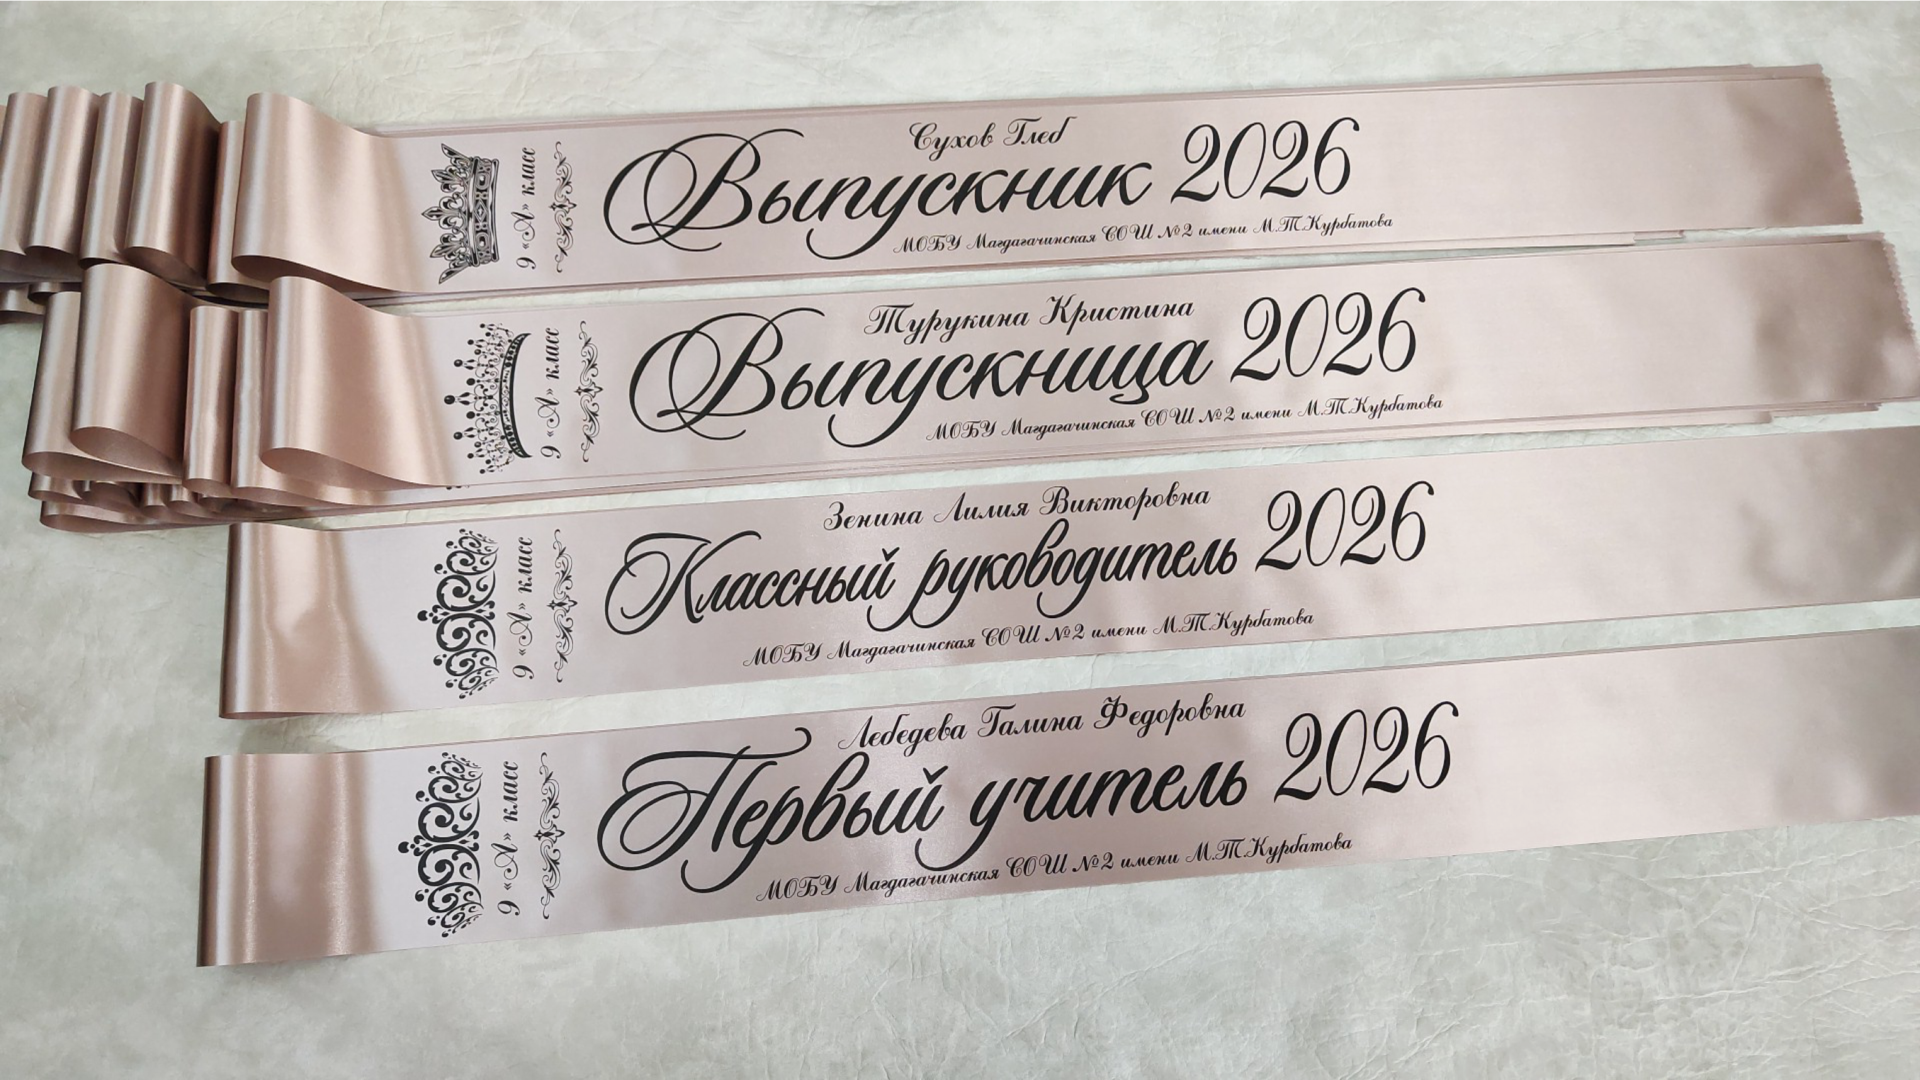 9 «А» класс
Сухов Глеб
Выпускник 2026
МОБУ Магдагачинская СОШ №2 имени М.Т.Курбатова
9 «А» класс
Турукина Кристина
Выпускница 2026
МОБУ Магдагачинская СОШ №2 имени М.Т.Курбатова
9 «А» класс
Зенина Лилия Викторовна
Классный руководитель 2026
МОБУ Магдагачинская СОШ №2 имени М.Т.Курбатова
9 «А» класс
Лебедева Галина Федоровна
Первый учитель 2026
МОБУ Магдагачинская СОШ №2 имени М.Т.Курбатова